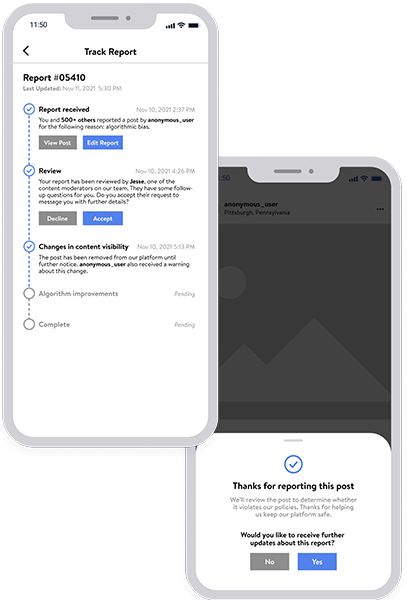 11:50
Track Report
Report #05410
Last Updated: Nov 11, 2021 5:30 PM
Report received Nov 10, 2021 2:37 PM
You and 500+ others reported a post by anonymous_user
for the following reason: algorithmic bias.
View Post Edit Report
Review Nov 10, 2021 4:26 PM
Your report has been reviewed by Jesse, one of the
content moderators on our team. They have some follow-
up questions for you. Do you accept their request to
message you with further details?
Decline Accept
Changes in content visibility Nov 10, 2021 5:13 PM
The post has been removed from our platform until
further notice. anonymous_user also received a warning
about this change.
Algorithm improvements Pending
Complete Pending
:50
anonymous_user
Pittsburgh, Pennsylvania
Thanks for reporting this post
We'll review the post to determine whether
it violates our policies. Thanks for helping
us keep our platform safe.
Would you like to receive further
updates about this report?
No Yes